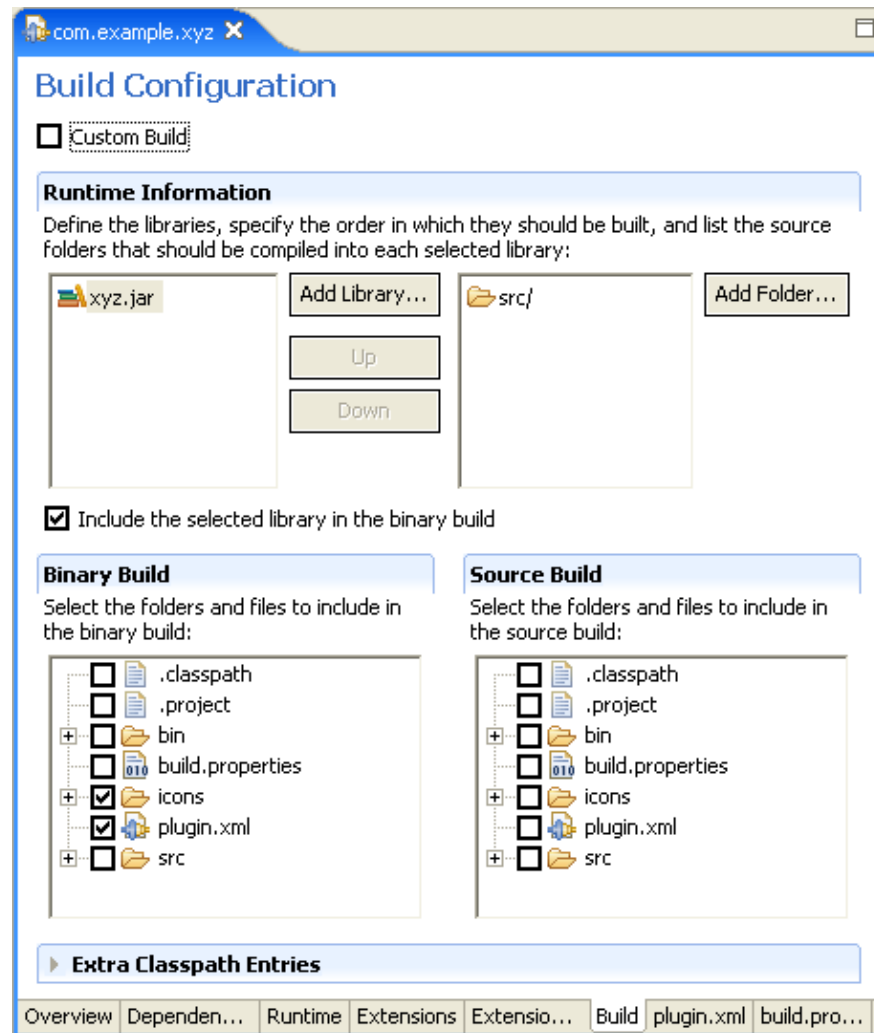 com.example.xyz
Build Configuration
Custom Build
Runtime Information
Define the libraries, specify the order in which they should be built, and list the source
folders that should be compiled into each selected library:
xyz.jar
Add Library...
src/
Add Folder...
Up
Down
Include the selected library in the binary build
Binary Build
Select the folders and files to include in
the binary build:
.classpath
.project
bin
build.properties
icons
plugin.xml
src
Source Build
Select the folders and files to include in
the source build:
.classpath
.project
bin
build.properties
icons
plugin.xml
src
Extra Classpath Entries
Overview Dependen... Runtime Extensions Extensio... Build plugin.xml build.pro...